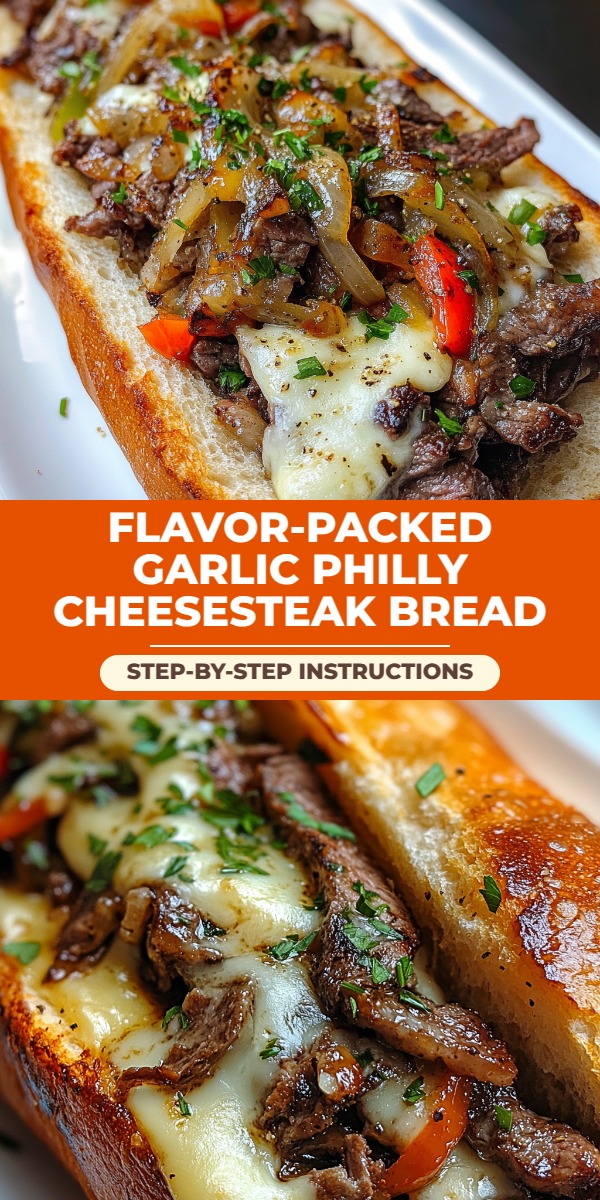 FLAVOR-PACKED
GARLIC PHILLY
CHEESESTEAK BREAD
STEP-BY-STEP INSTRUCTIONS